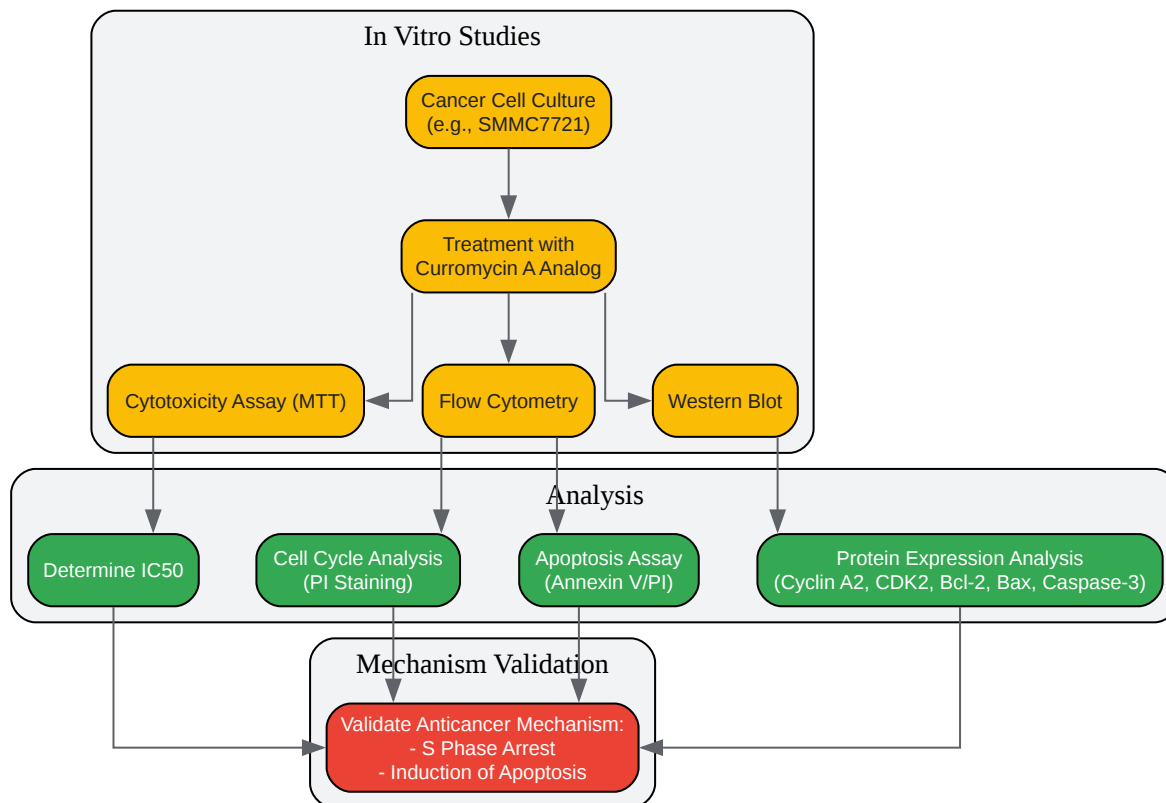 In Vitro Studies
Cancer Cell Culture
(e.g., SMMC7721)
Treatment with
Curromycin A Analog
Cytotoxicity Assay (MTT)
Flow Cytometry
Western Blot
Analysis
Determine IC50
Cell Cycle Analysis
(PI Staining)
Apoptosis Assay
(Annexin V/PI)
Protein Expression Analysis
(Cyclin A2, CDK2, Bcl-2, Bax, Caspase-3)
Mechanism Validation
Validate Anticancer Mechanism:
- S Phase Arrest
- Induction of Apoptosis